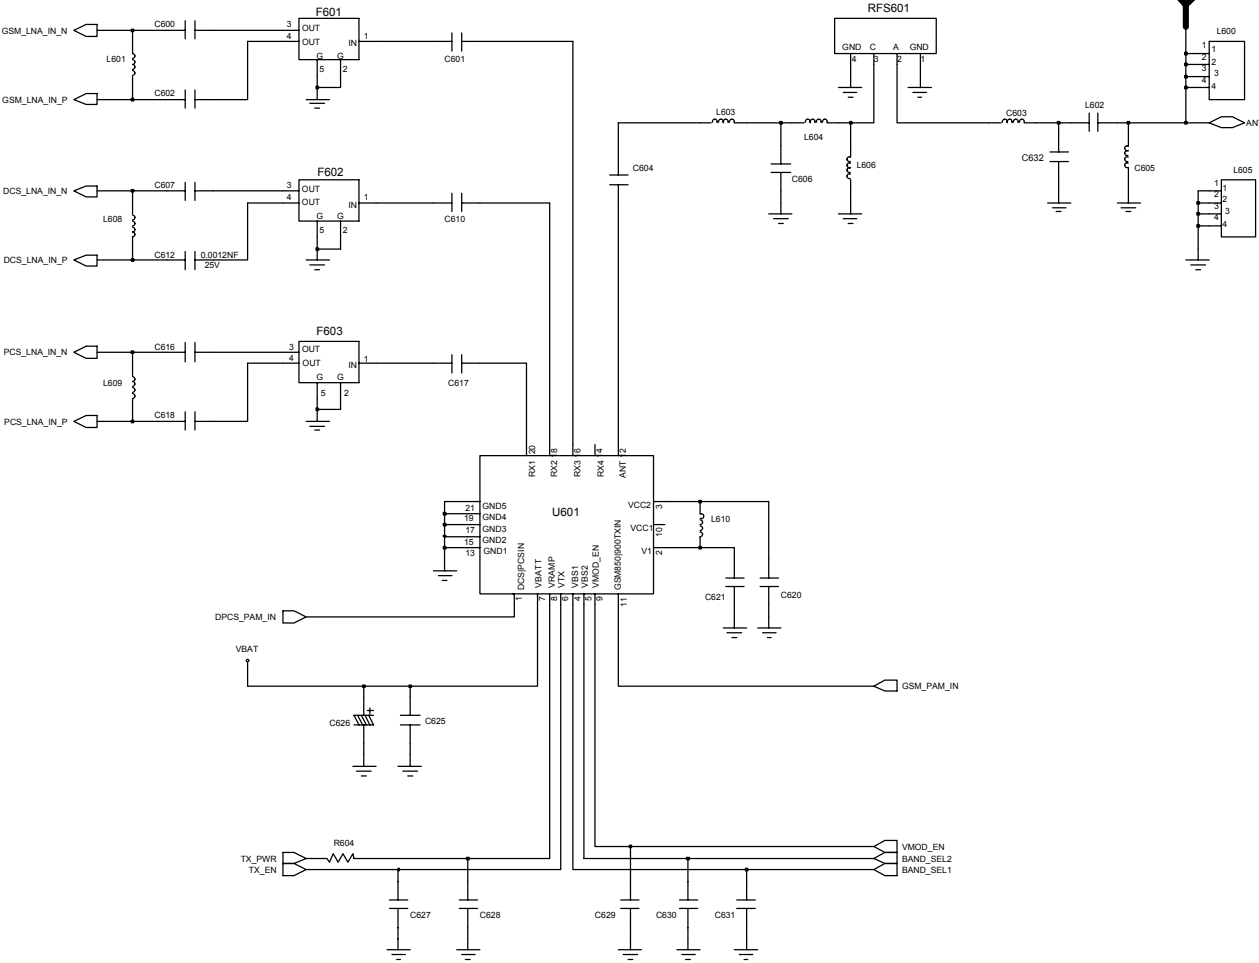 RFS601
GND C A GND
4 3 2 1
L600
1 1
2 2
3 3
4 4
F601
GSM_LNA_IN_N
C600
3 OUT
4 OUT
IN 1
G G
5 2
C601
L601
GSM_LNA_IN_P
C602
L603
L604
C603
L602
C604
C606
L606
C632
C605
L605
1 1
2 2
3 3
4 4
F602
DCS_LNA_IN_N
C607
3 OUT
4 OUT
IN 1
G G
5 2
C610
L608
DCS_LNA_IN_P
C612
0.0012NF
25V
F603
PCS_LNA_IN_N
C616
3 OUT
4 OUT
IN 1
G G
5 2
C617
L609
PCS_LNA_IN_P
C618
20 18 16 14 12
RX1 RX2 RX3 RX4 ANT
U601
21 GND5
19 GND4
17 GND3
15 GND2
13 GND1
VCC2 3
VCC1 10
V1 2
L610
C621
C620
DCS|PCSIN
VBATT
VRAMP
VTX
VBS1
VBS2
VMOD_EN
GSM850|900TXIN
1 7 8 6 4 5 9 11
DPCS_PAM_IN
VBAT
GSM_PAM_IN
C626
+
C625
R604
TX_PWR
TX_EN
VMOD_EN
BAND_SEL2
BAND_SEL1
C627
C628
C629
C630
C631